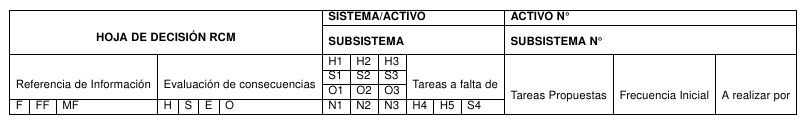 SISTEMA/ACTIVO ACTIVO N°
HOJA DE DECISIÓN RCM
SUBSISTEMA SUBSISTEMA N°
H1 H2 H3
S1 S2 S3
Referencia de Información Evaluación de consecuencias Tareas a falta de
O1 O2 O3
Tareas Propuestas Frecuencia Inicial A realizar por
F FF MF H S E O N1 N2 N3 H4 H5 S4